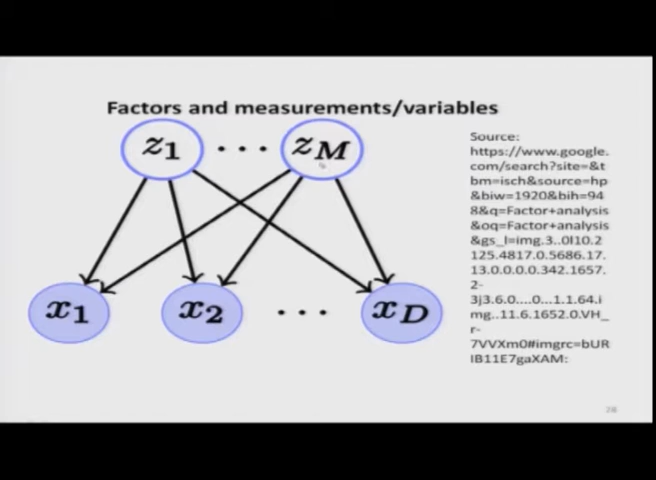 Factors and measurements/variables
z1 ... zM
x1 x2 ... xD
Source:
https://www.google.
com/search?site=&t
bm=isch&source=hp
&biw=1920&bih=94
8&q=Factor+analysis
&oq=Factor+analysis
&gs_l=img.3..0l10.2
125.4817.0.5686.17.
13.0.0.0.0.342.1657.
2-
3j3.6.0....0...1.1.64.i
mg..11.6.1652.0.VH_
r-
7VVXm0#imgrc=bUR
IB11E7gaXAM:
28